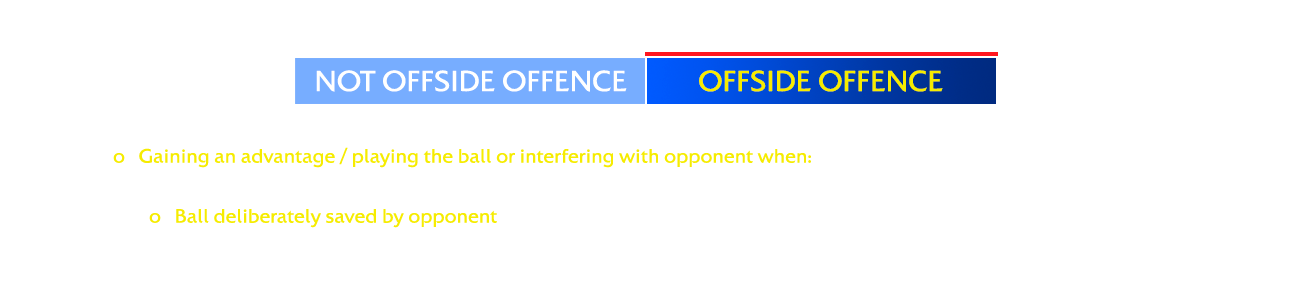 NOT OFFSIDE OFFENCE OFFSIDE OFFENCE
o Gaining an advantage / playing the ball or interfering with opponent when:
o Ball deliberately saved by opponent